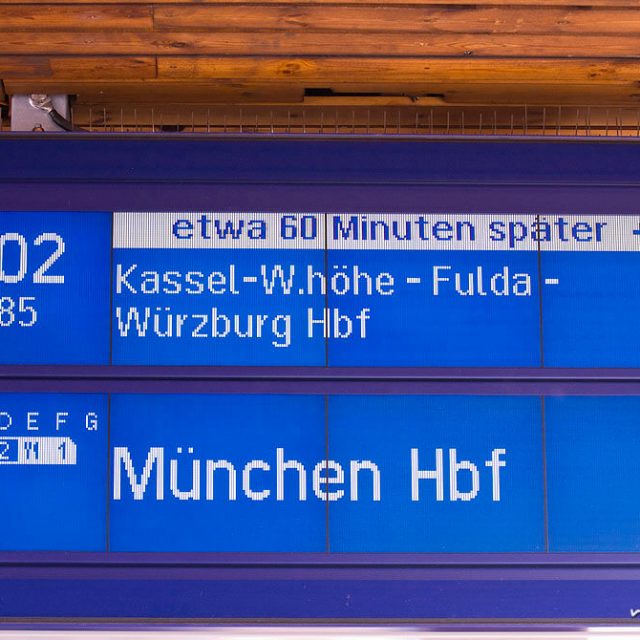 etwa 60 Minuten später -
02
Kassel-W.höhe - Fulda -
85
Würzburg Hbf
D E F G
2 W 1
München Hbf